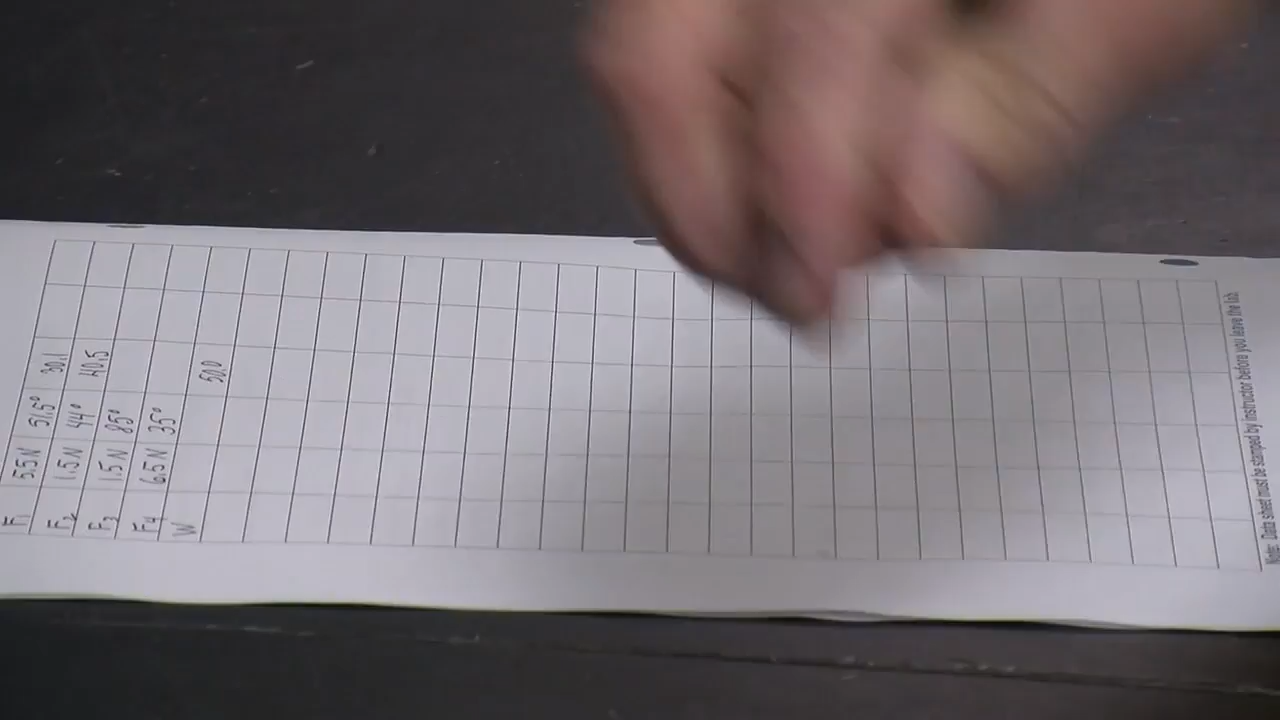 F1 5.5 N 51.5° 30.1
F2 1.5 N 44° 40.5
F3 1.5 N 85°
F4 6.5 N 35°
W 50.0
Note: Data sheet must be stamped by instructor before you leave the lab.